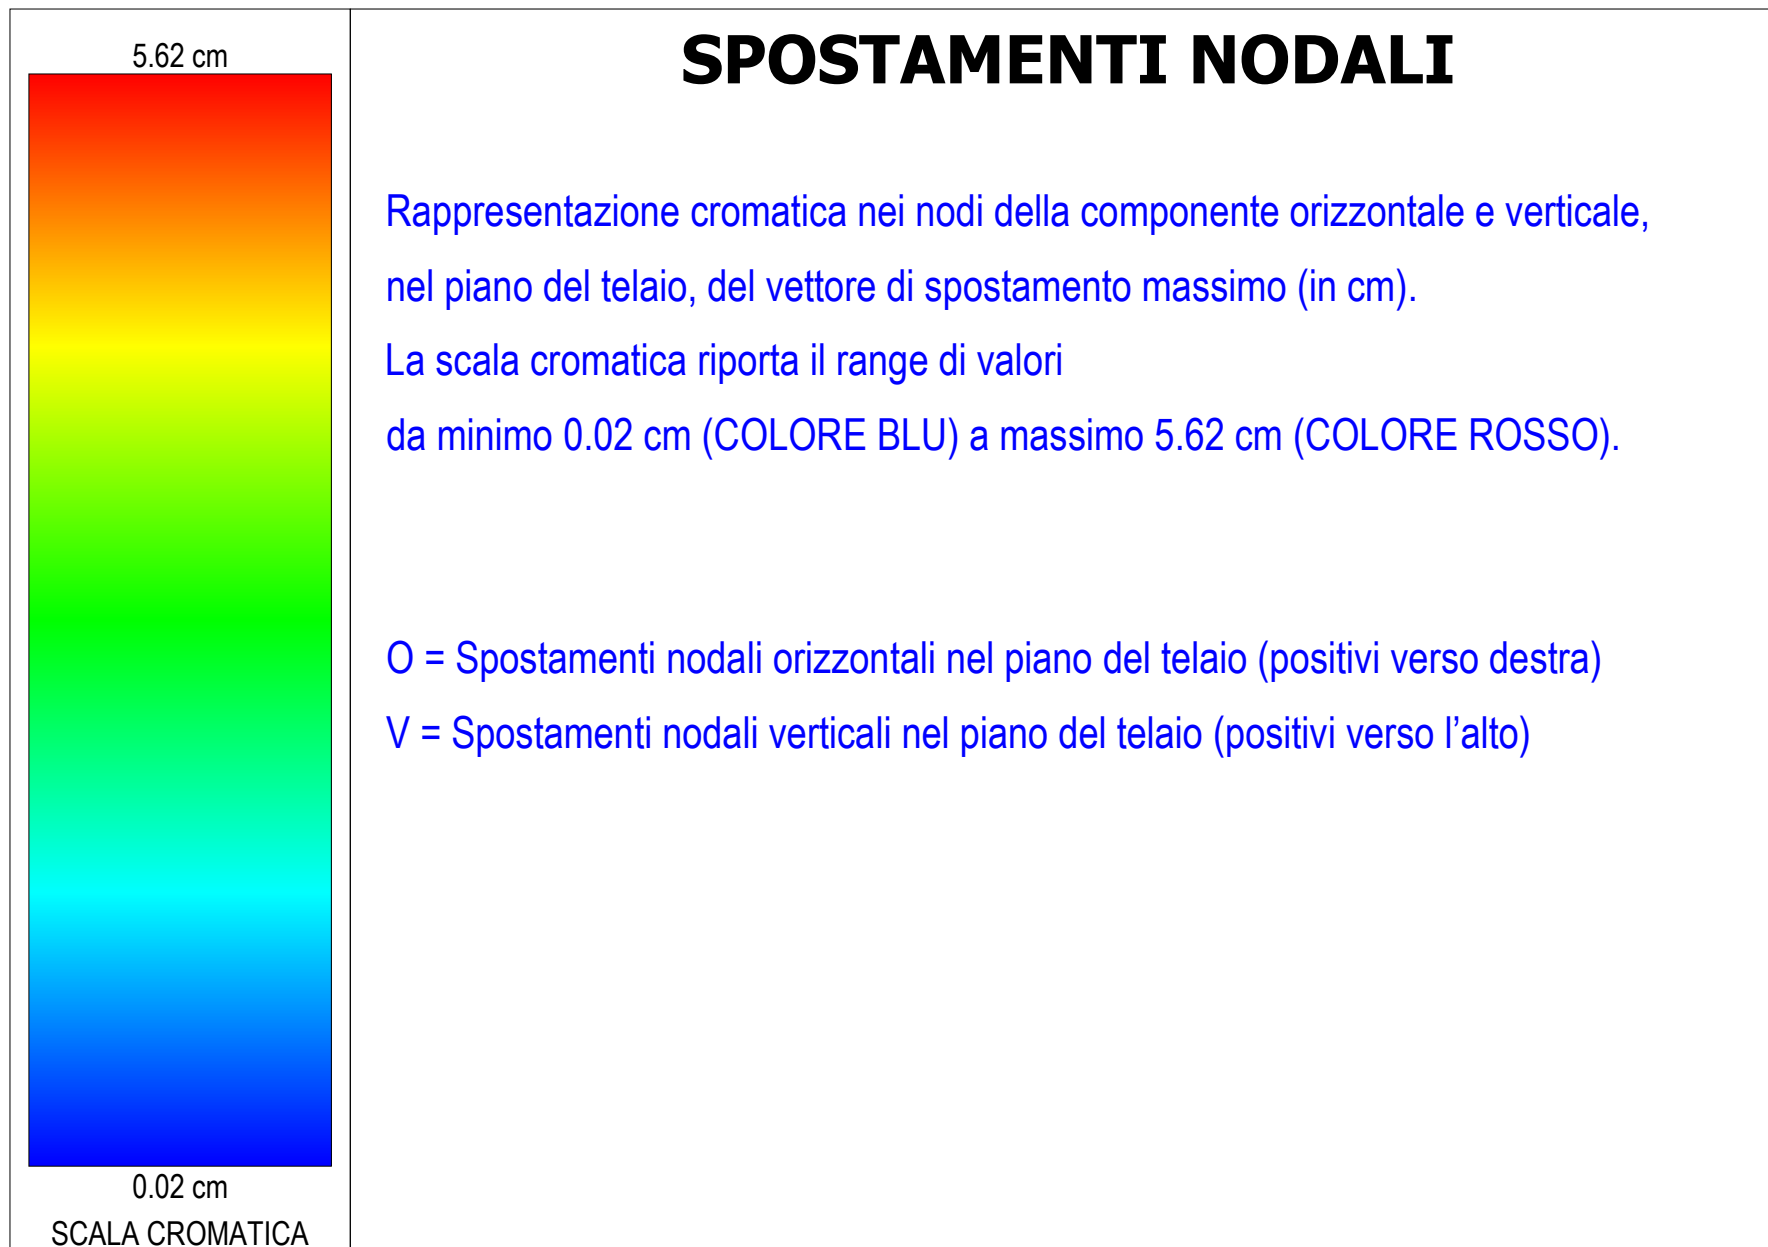 5.62 cm
0.02 cm
SCALA CROMATICA
SPOSTAMENTI NODALI
Rappresentazione cromatica nei nodi della componente orizzontale e verticale,
nel piano del telaio, del vettore di spostamento massimo (in cm).
La scala cromatica riporta il range di valori
da minimo 0.02 cm (COLORE BLU) a massimo 5.62 cm (COLORE ROSSO).
O = Spostamenti nodali orizzontali nel piano del telaio (positivi verso destra)
V = Spostamenti nodali verticali nel piano del telaio (positivi verso l’alto)